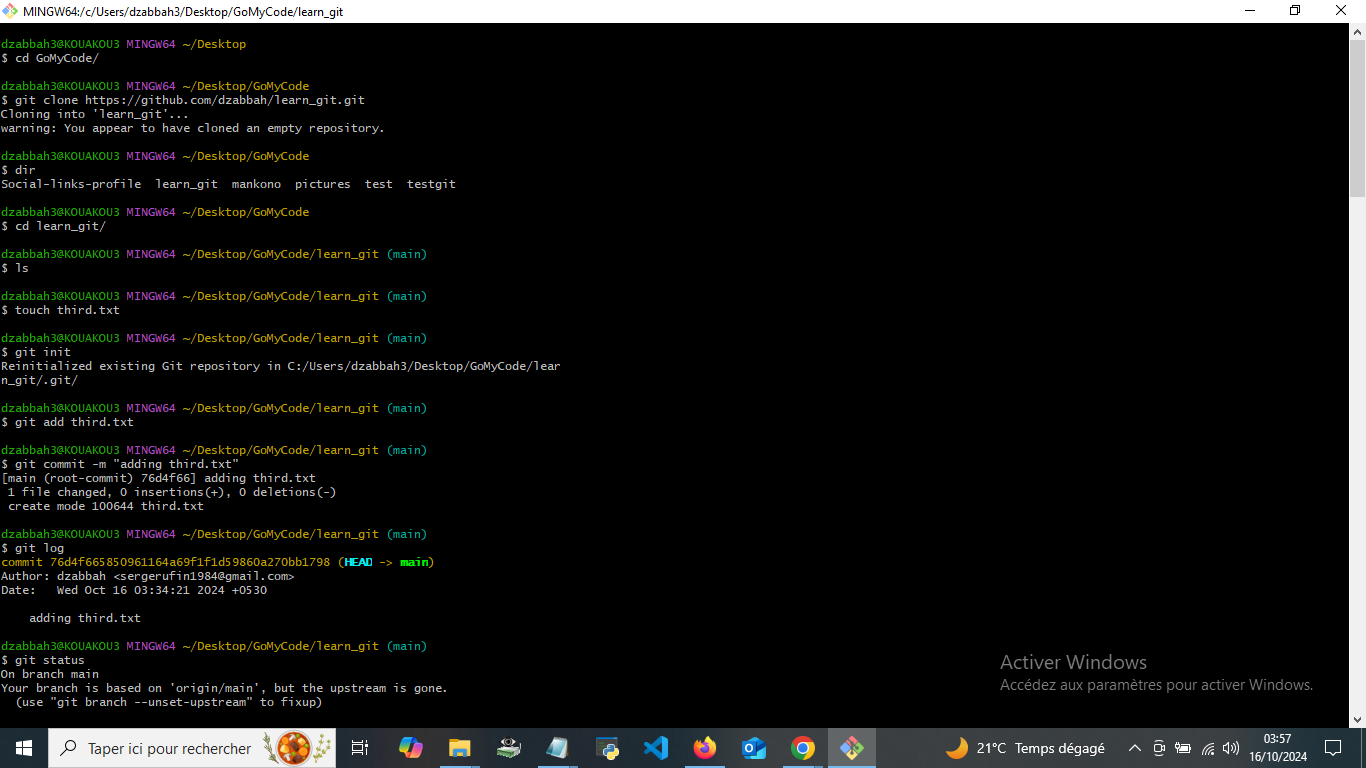 MINGW64:/c/Users/dzabbah3/Desktop/GoMyCode/learn_git
dzabbah3@KOUAKOU3 MINGW64 ~/Desktop
$ cd GoMyCode/
dzabbah3@KOUAKOU3 MINGW64 ~/Desktop/GoMyCode
$ git clone https://github.com/dzabbah/learn_git.git
Cloning into 'learn_git'...
warning: You appear to have cloned an empty repository.
dzabbah3@KOUAKOU3 MINGW64 ~/Desktop/GoMyCode
$ dir
Social-links-profile  learn_git  mankono  pictures  test  testgit
dzabbah3@KOUAKOU3 MINGW64 ~/Desktop/GoMyCode
$ cd learn_git/
dzabbah3@KOUAKOU3 MINGW64 ~/Desktop/GoMyCode/learn_git (main)
$ ls
dzabbah3@KOUAKOU3 MINGW64 ~/Desktop/GoMyCode/learn_git (main)
$ touch third.txt
dzabbah3@KOUAKOU3 MINGW64 ~/Desktop/GoMyCode/learn_git (main)
$ git init
Reinitialized existing Git repository in C:/Users/dzabbah3/Desktop/GoMyCode/lear
n_git/.git/
dzabbah3@KOUAKOU3 MINGW64 ~/Desktop/GoMyCode/learn_git (main)
$ git add third.txt
dzabbah3@KOUAKOU3 MINGW64 ~/Desktop/GoMyCode/learn_git (main)
$ git commit -m "adding third.txt"
[main (root-commit) 76d4f66] adding third.txt
 1 file changed, 0 insertions(+), 0 deletions(-)
 create mode 100644 third.txt
dzabbah3@KOUAKOU3 MINGW64 ~/Desktop/GoMyCode/learn_git (main)
$ git log
commit 76d4f665850961164a69f1f1d59860a270bb1798 (HEAD -> main)
Author: dzabbah <sergerufin1984@gmail.com>
Date:   Wed Oct 16 03:34:21 2024 +0530
    adding third.txt
dzabbah3@KOUAKOU3 MINGW64 ~/Desktop/GoMyCode/learn_git (main)
$ git status
On branch main
Your branch is based on 'origin/main', but the upstream is gone.
  (use "git branch --unset-upstream" to fixup)
Activer Windows
Accédez aux paramètres pour activer Windows.
Taper ici pour rechercher
21°C Temps dégagé
03:57
16/10/2024